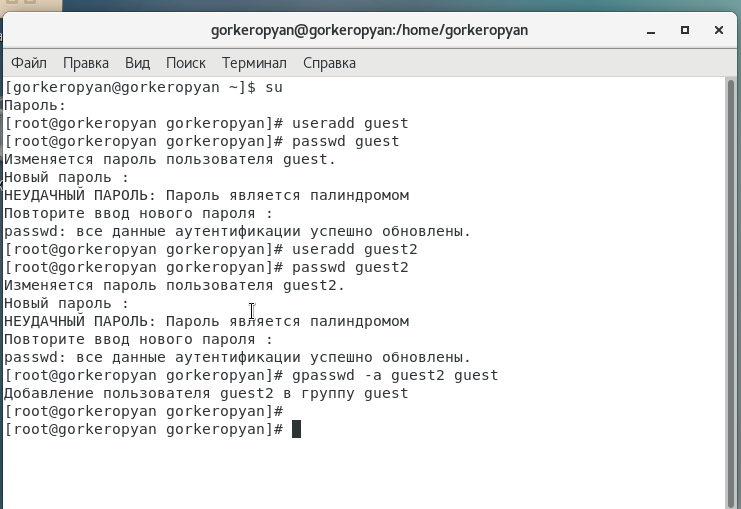 gorkeropyan@gorkeropyan:/home/gorkeropyan
Файл Правка Вид Поиск Терминал Справка
[gorkeropyan@gorkeropyan ~]$ su
Пароль:
[root@gorkeropyan gorkeropyan]# useradd guest
[root@gorkeropyan gorkeropyan]# passwd guest
Изменяется пароль пользователя guest.
Новый пароль :
НЕУДАЧНЫЙ ПАРОЛЬ: Пароль является палиндромом
Повторите ввод нового пароля :
passwd: все данные аутентификации успешно обновлены.
[root@gorkeropyan gorkeropyan]# useradd guest2
[root@gorkeropyan gorkeropyan]# passwd guest2
Изменяется пароль пользователя guest2.
Новый пароль :
НЕУДАЧНЫЙ ПАРОЛЬ: Пароль является палиндромом
Повторите ввод нового пароля :
passwd: все данные аутентификации успешно обновлены.
[root@gorkeropyan gorkeropyan]# gpasswd -a guest2 guest
Добавление пользователя guest2 в группу guest
[root@gorkeropyan gorkeropyan]#
[root@gorkeropyan gorkeropyan]#